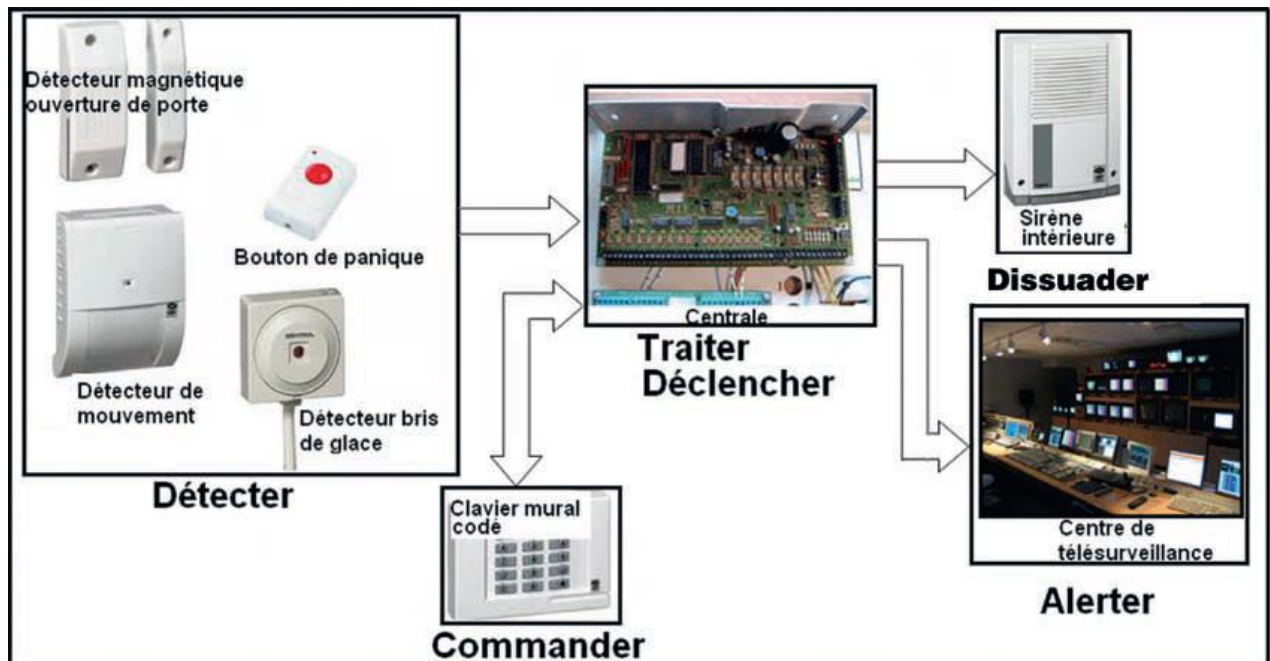 Détecteur magnétique
ouverture de porte
Bouton de panique
Détecteur de
mouvement
Détecteur bris
de glace
Détecter
Clavier mural
codé
Commander
Centrale
Traiter
Déclencher
Sirène
intérieure
Dissuader
Centre de
télésurveillance
Alerter